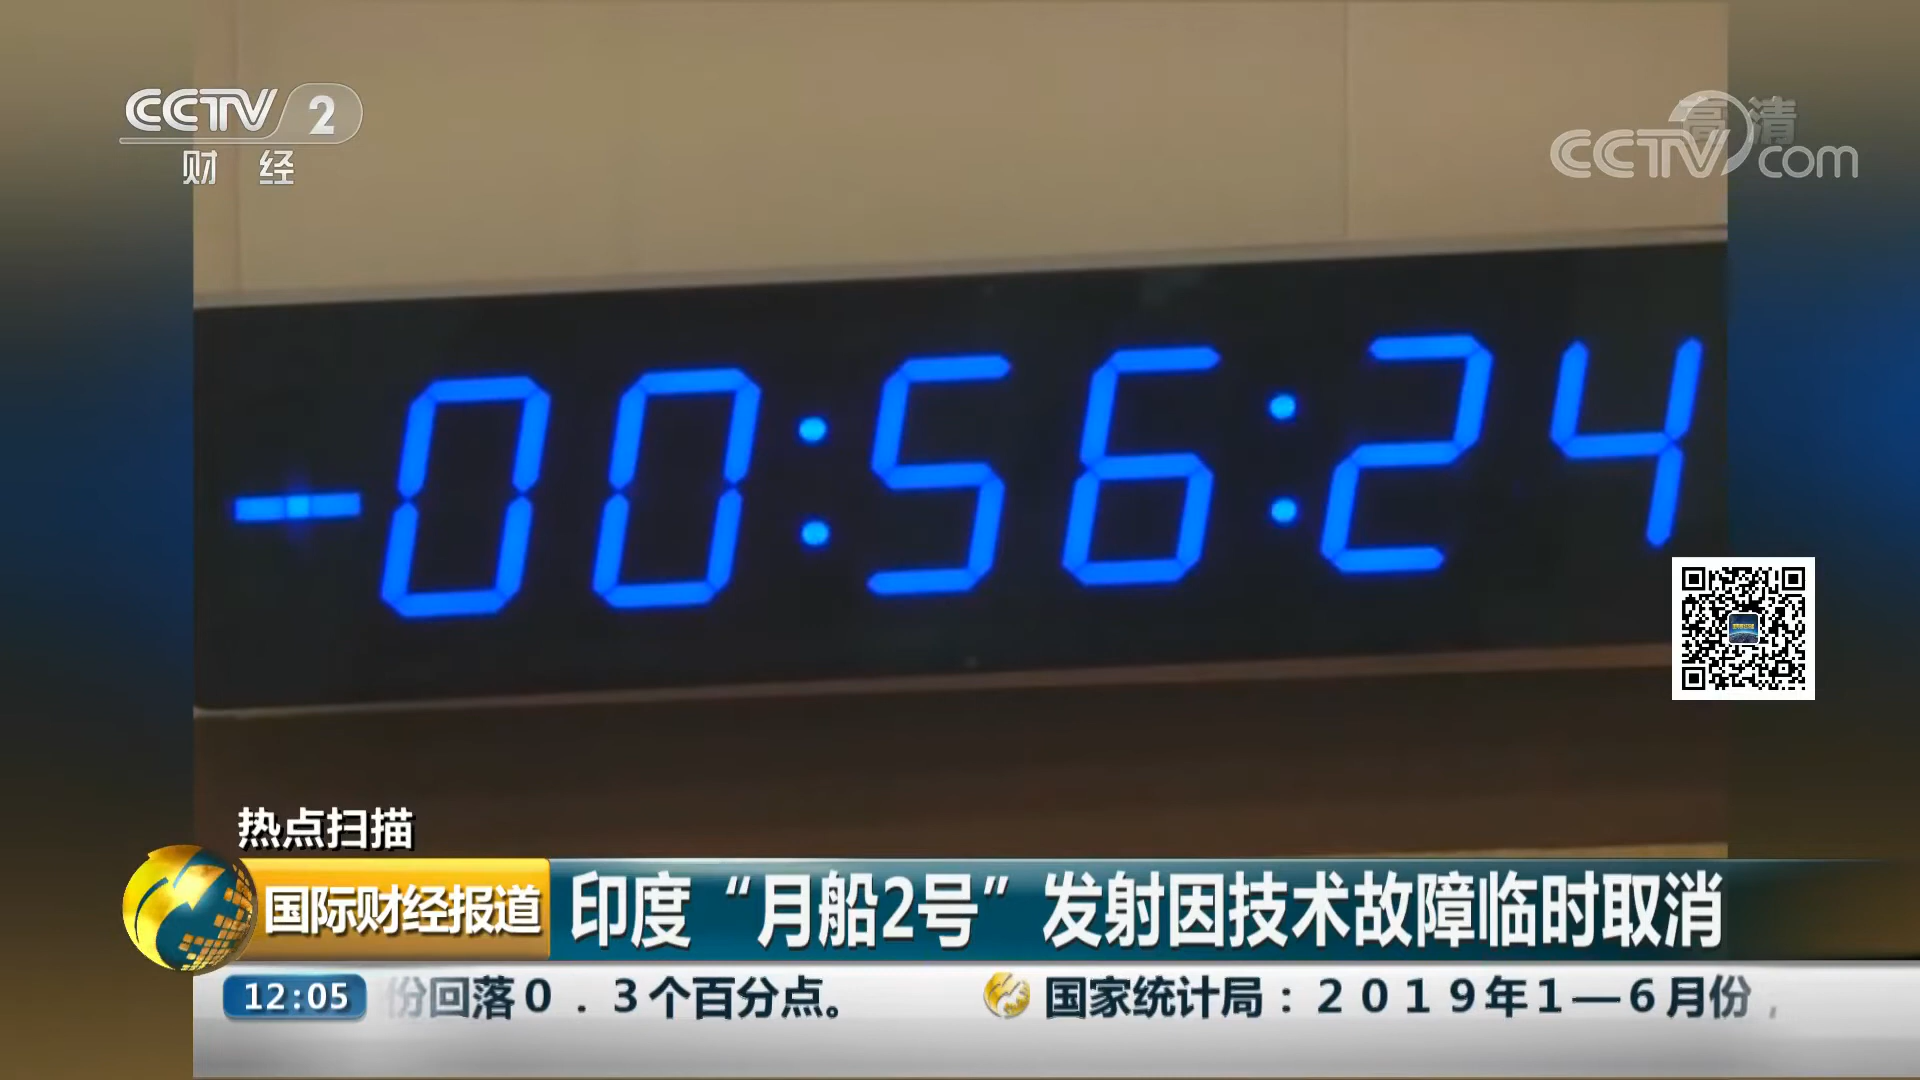 CCTV 2
财 经
高清
CCTV.com
-00:56:24
热点扫描
国际财经报道
印度“月船2号”发射因技术故障临时取消
12:05
份回落0.3个百分点。
国家统计局:2019年1—6月份,